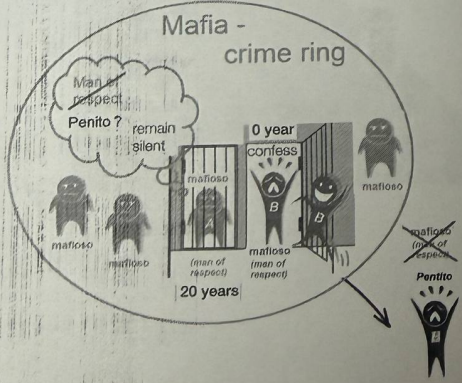 Mafia -
crime ring
Man of
respect
Penito ?
remain
silent
0 year
confess
mafioso
mafioso
mafioso
mafioso
B
B
mafioso
(man of
respect)
20 years
mafioso
(man of
respect)
mafioso
(man of
respect)
Pentito
B